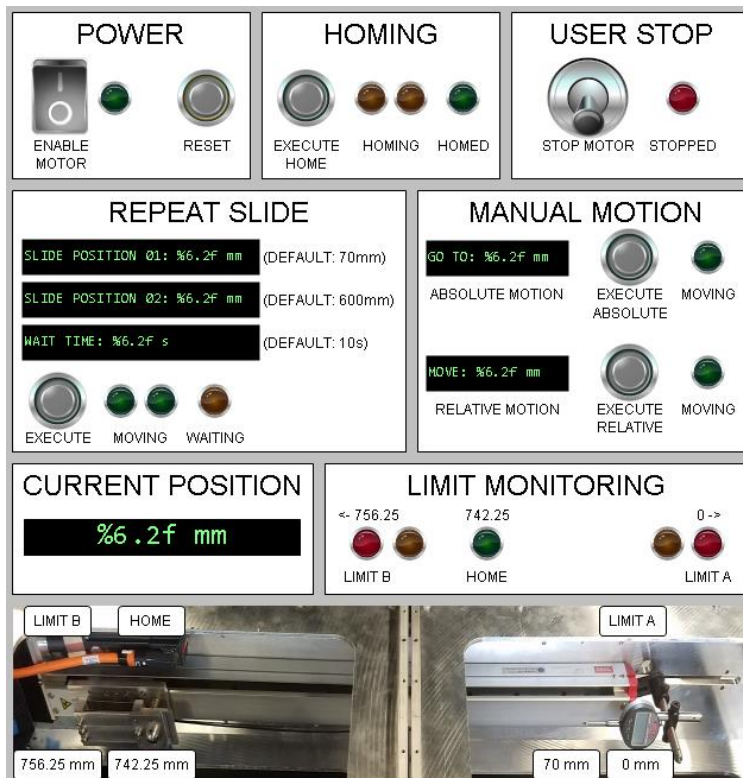 POWER
ENABLE
MOTOR
RESET
HOMING
EXECUTE
HOME
HOMING
HOMED
USER STOP
STOP MOTOR
STOPPED
REPEAT SLIDE
SLIDE POSITION 01: %6.2f mm
(DEFAULT: 70mm)
SLIDE POSITION 02: %6.2f mm
(DEFAULT: 600mm)
WAIT TIME: %6.2f s
(DEFAULT: 10s)
EXECUTE
MOVING
WAITING
MANUAL MOTION
GO TO: %6.2f mm
ABSOLUTE MOTION
EXECUTE
ABSOLUTE
MOVING
MOVE: %6.2f mm
RELATIVE MOTION
EXECUTE
RELATIVE
MOVING
CURRENT POSITION
%6.2f mm
LIMIT MONITORING
<- 756.25
742.25
0 ->
LIMIT B
HOME
LIMIT A
LIMIT B
HOME
LIMIT A
756.25 mm
742.25 mm
70 mm
0 mm